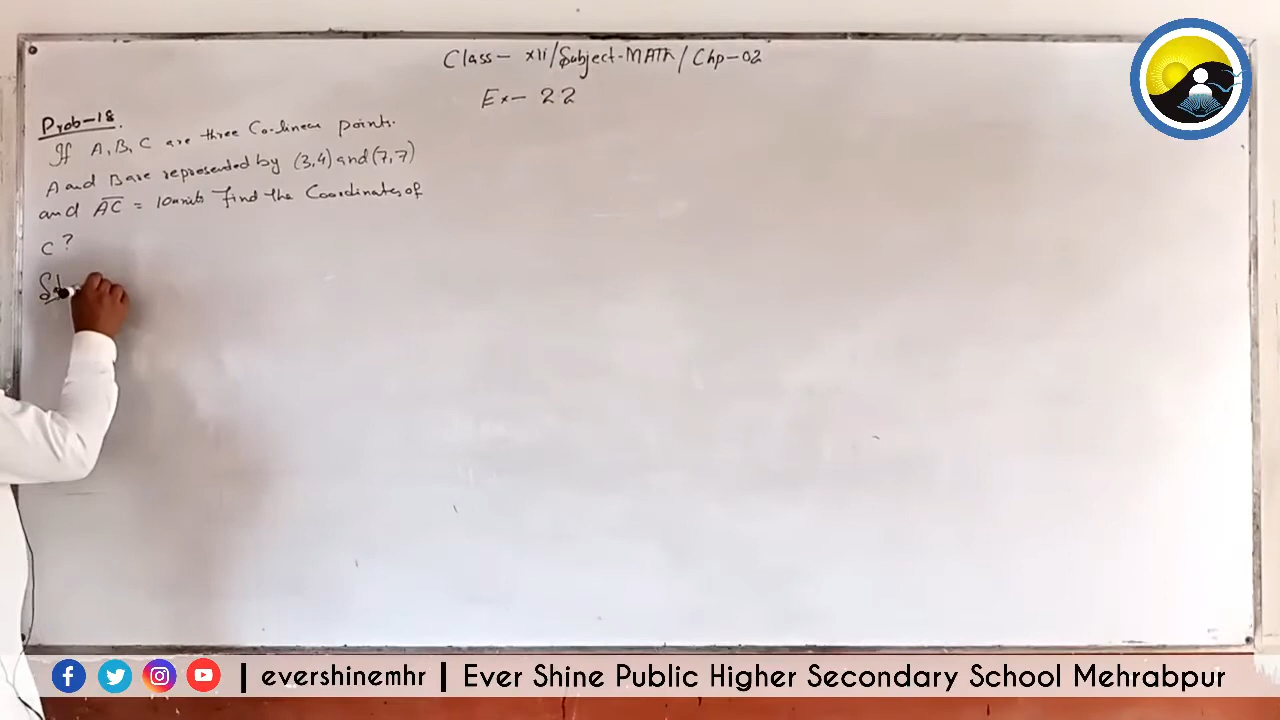 Class- XII/Subject-MATH/Chp-02
Ex- 22
Prob-18.
If A, B, C are three Co-linear points.
A and B are represented by (3,4) and (7,7)
and AC = 10 units find the Coordinates of
C ?
evershinemhr | Ever Shine Public Higher Secondary School Mehrabpur